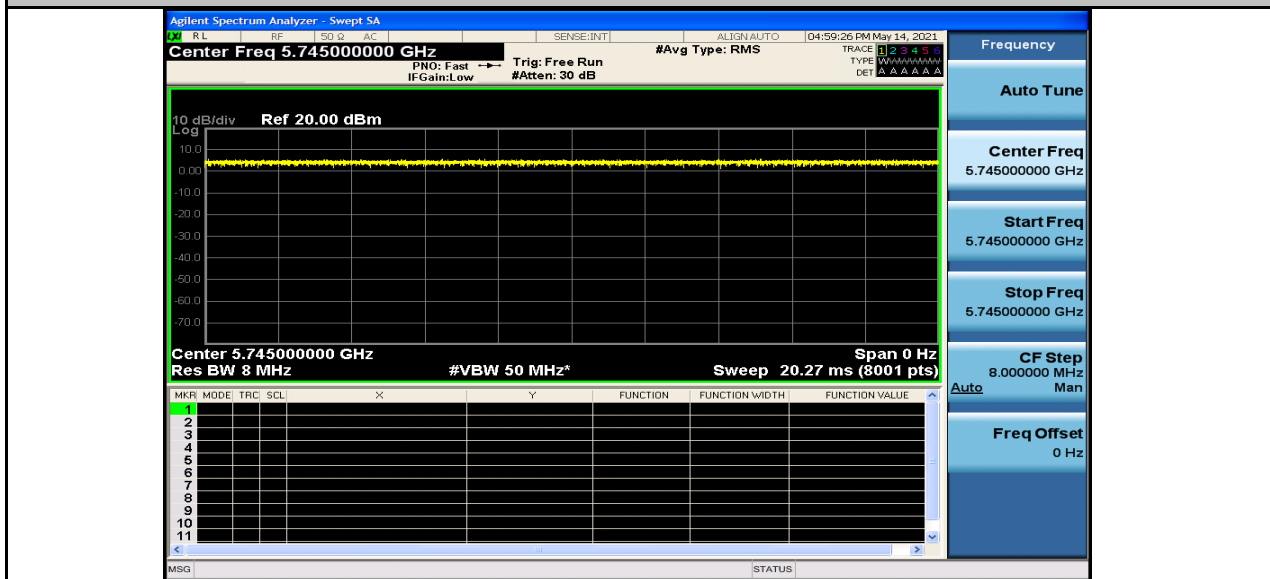 Agilent Spectrum Analyzer - Swept SA
LXI RL RF 50 Ω AC SENSE:INT ALIGN AUTO 04:59:26 PM May 14, 2021
Center Freq 5.745000000 GHz #Avg Type: RMS TRACE 1 2 3 4 5 6
PNO: Fast Trig: Free Run TYPE WWWWWW
IFGain:Low #Atten: 30 dB DET A A A A A A
10 dB/div Ref 20.00 dBm
Log
10.0
0.00
-10.0
-20.0
-30.0
-40.0
-50.0
-60.0
-70.0
Center 5.745000000 GHz Span 0 Hz
Res BW 8 MHz #VBW 50 MHz* Sweep 20.27 ms (8001 pts)
MKR MODE TRC SCL X Y FUNCTION FUNCTION WIDTH FUNCTION VALUE
1
2
3
4
5
6
7
8
9
10
11
MSG STATUS
Frequency
Auto Tune
Center Freq
5.745000000 GHz
Start Freq
5.745000000 GHz
Stop Freq
5.745000000 GHz
CF Step
8.000000 MHz
Auto Man
Freq Offset
0 Hz